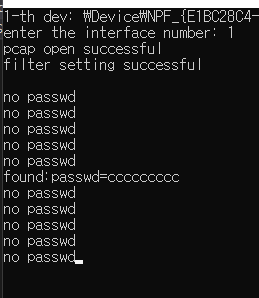 1-th dev: ₩Device₩NPF_{E1BC28C4-
enter the interface number: 1
pcap open successful
filter setting successful
no passwd
no passwd
no passwd
no passwd
no passwd
found:passwd=ccccccccc
no passwd
no passwd
no passwd
no passwd
no passwd